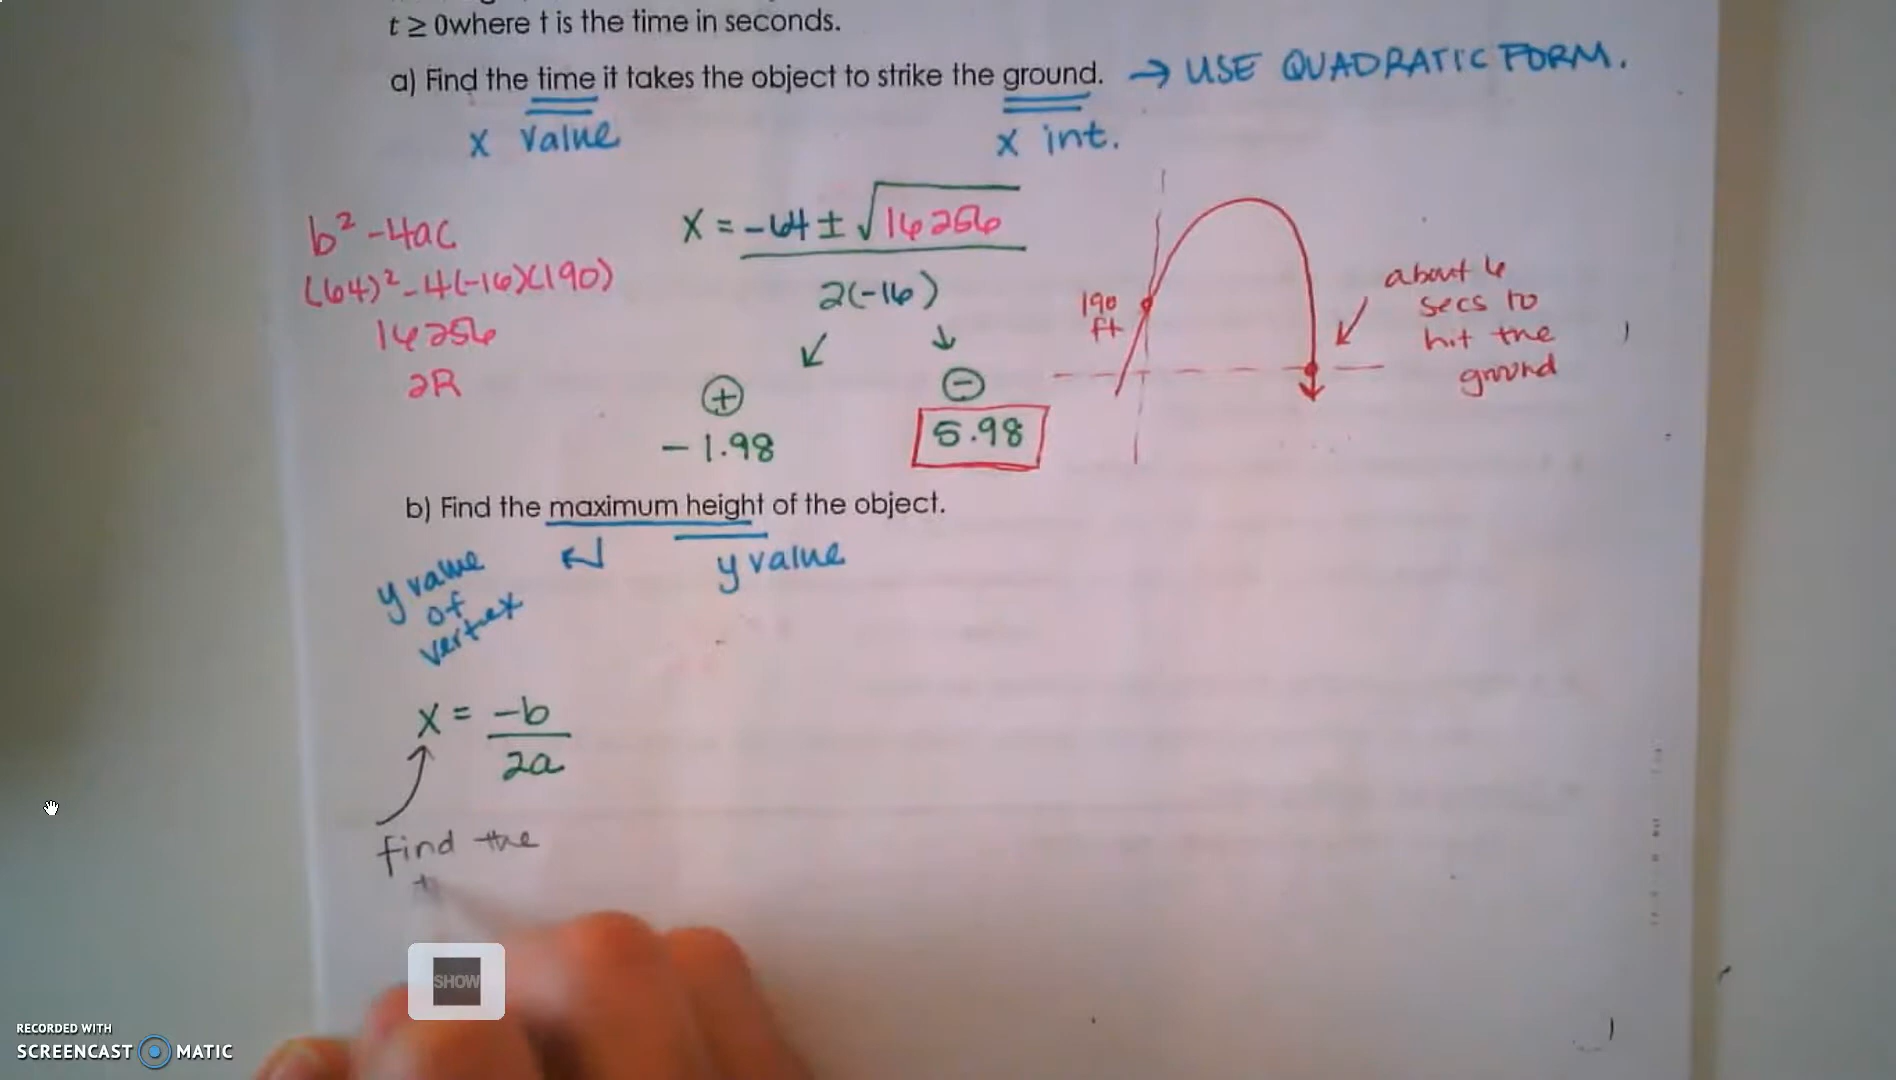 t ≥ 0where t is the time in seconds.
a) Find the time it takes the object to strike the ground. → USE QUADRATIC FORM.
x value
x int.
b² -4ac
(64)² -4(-16)(190)
16256
2R
x = -64 ± √16256
2(-16)
+
-1.98
−
5.98
190
ft
about 6
secs to
hit the
ground
b) Find the maximum height of the object.
y value
of
vertex
y value
x = -b
2a
find the
SHOW
RECORDED WITH
SCREENCAST MATIC